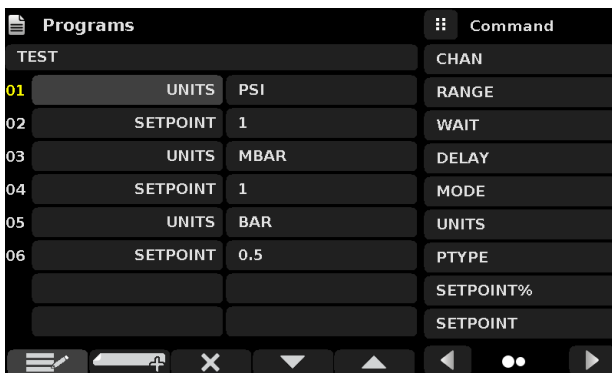 Programs
TEST
01 UNITS PSI
02 SETPOINT 1
03 UNITS MBAR
04 SETPOINT 1
05 UNITS BAR
06 SETPOINT 0.5
Command
CHAN
RANGE
WAIT
DELAY
MODE
UNITS
PTYPE
SETPOINT%
SETPOINT